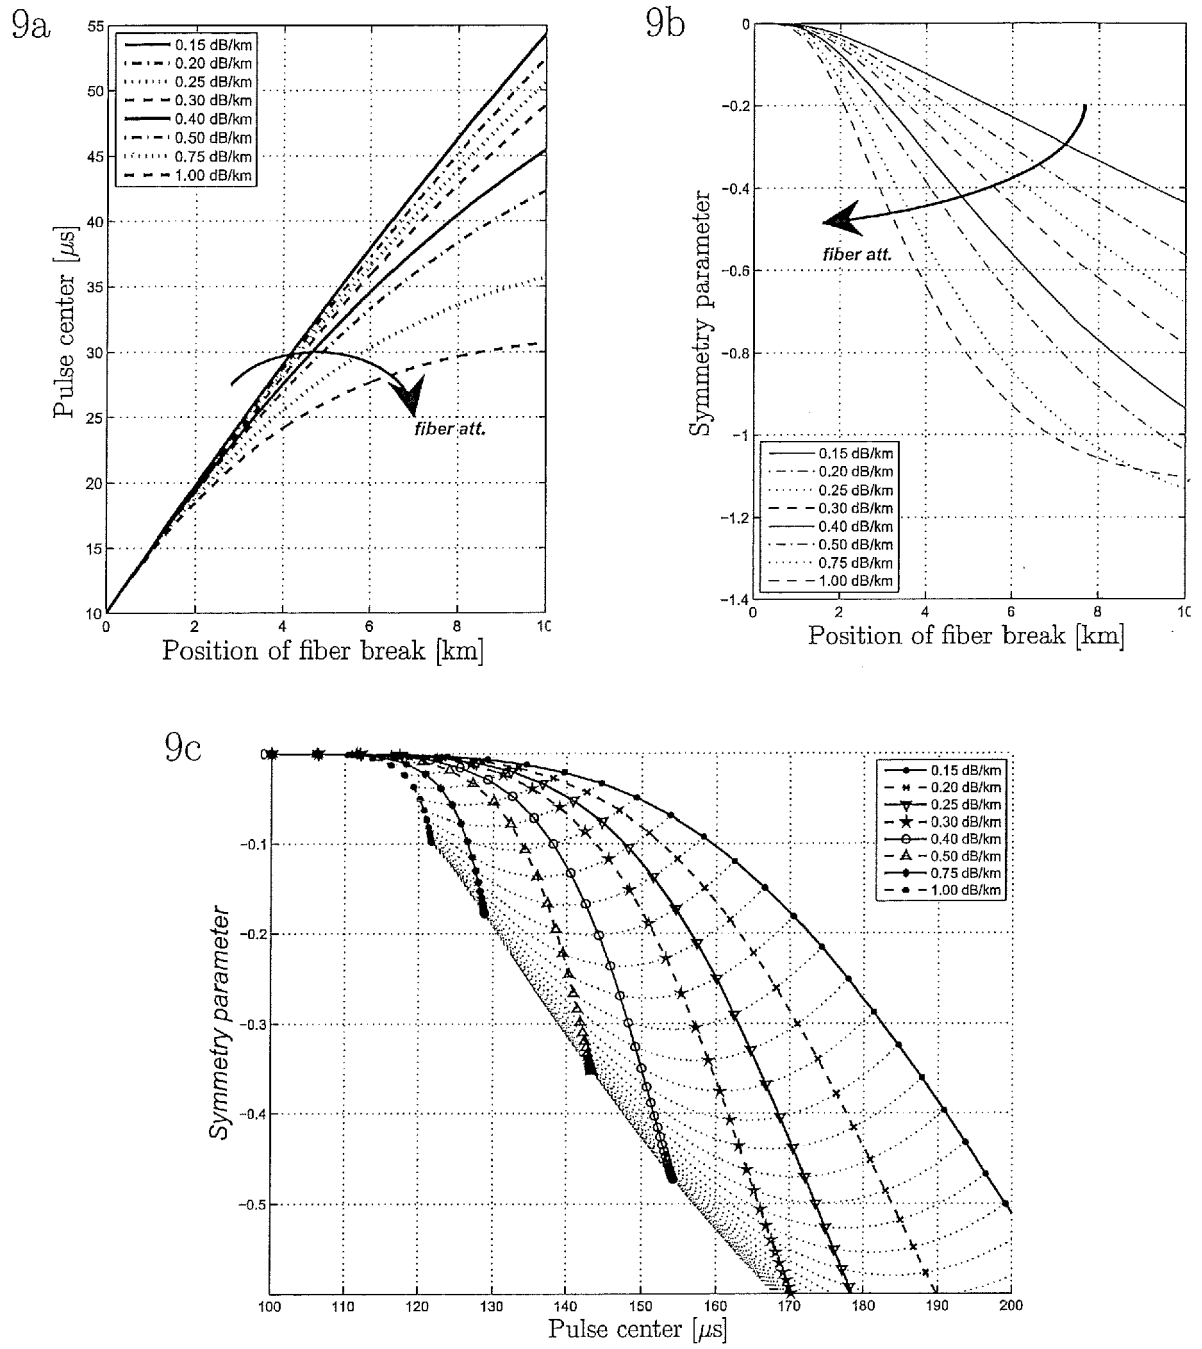 9a
55
50
45
40
35
30
25
20
15
10
0
2
4
6
8
10
0.15 dB/km
0.20 dB/km
0.25 dB/km
0.30 dB/km
0.40 dB/km
0.50 dB/km
0.75 dB/km
1.00 dB/km
fiber att.
Pulse center [μs]
Position of fiber break [km]
9b
0
−0.2
−0.4
−0.6
−0.8
−1
−1.2
−1.4
0
2
4
6
8
10
fiber att.
0.15 dB/km
0.20 dB/km
0.25 dB/km
0.30 dB/km
0.40 dB/km
0.50 dB/km
0.75 dB/km
1.00 dB/km
Symmetry parameter
Position of fiber break [km]
9c
0
−0.1
−0.2
−0.3
−0.4
−0.5
100
110
120
130
140
150
160
170
180
190
200
0.15 dB/km
0.20 dB/km
0.25 dB/km
0.30 dB/km
0.40 dB/km
0.50 dB/km
0.75 dB/km
1.00 dB/km
Symmetry parameter
Pulse center [μs]